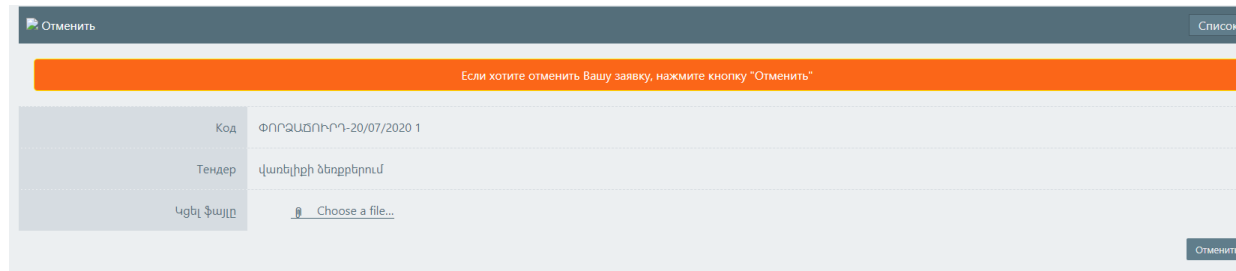 Отменить
Список
Если хотите отменить Вашу заявку, нажмите кнопку "Отменить"
Код ՓՈՐՁԱՃՈՒՐԴ-20/07/2020 1
Тендер վառելիքի ձեռքբերում
Կցել ֆայլը Choose a file...
Отменить